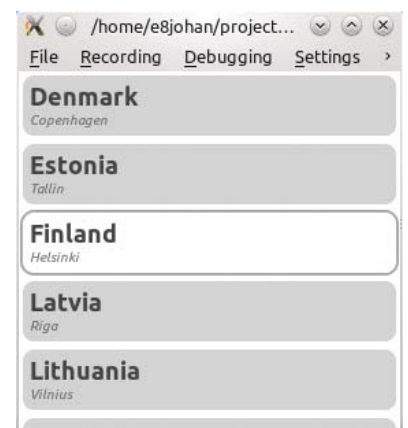 /home/e8johan/project...
File Recording Debugging Settings
Denmark
Copenhagen
Estonia
Tallin
Finland
Helsinki
Latvia
Riga
Lithuania
Vilnius